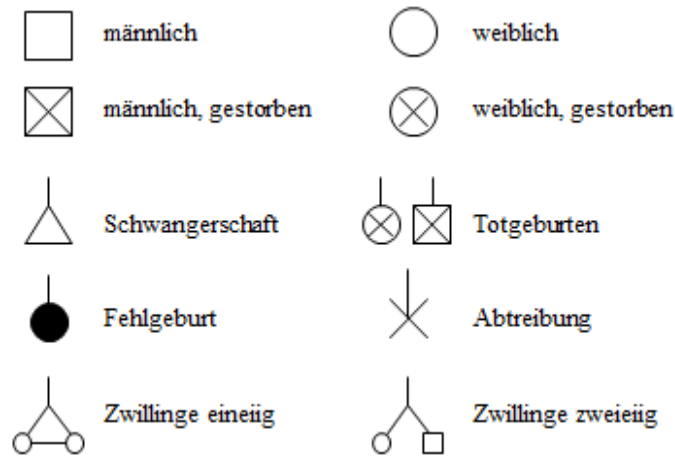 männlich
weiblich
männlich, gestorben
weiblich, gestorben
Schwangerschaft
Totgeburten
Fehlgeburt
Abtreibung
Zwillinge eineiig
Zwillinge zweieiig